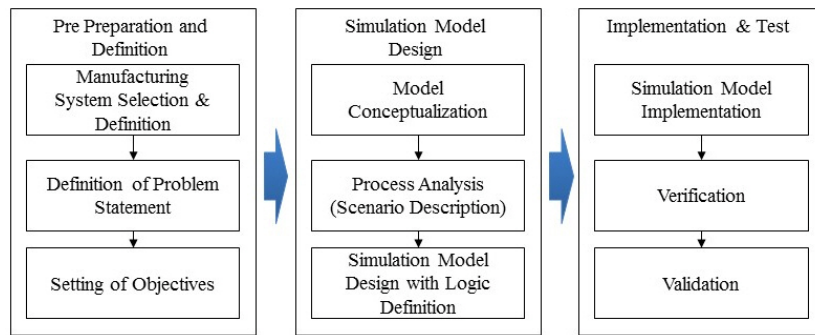 Pre Preparation and
Definition
Manufacturing
System Selection &
Definition
Definition of Problem
Statement
Setting of Objectives
Simulation Model
Design
Model
Conceptualization
Process Analysis
(Scenario Description)
Simulation Model
Design with Logic
Definition
Implementation & Test
Simulation Model
Implementation
Verification
Validation